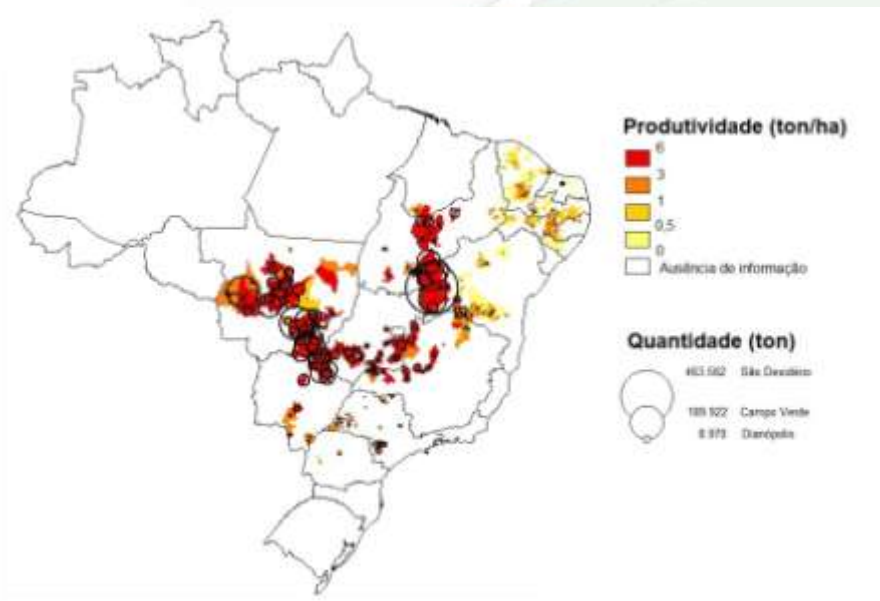 Produtividade (ton/ha)
6
3
1
0,5
0
Ausência de informação
Quantidade (ton)
463.582 São Desidério
189.922 Campo Verde
8.978 Dianópolis